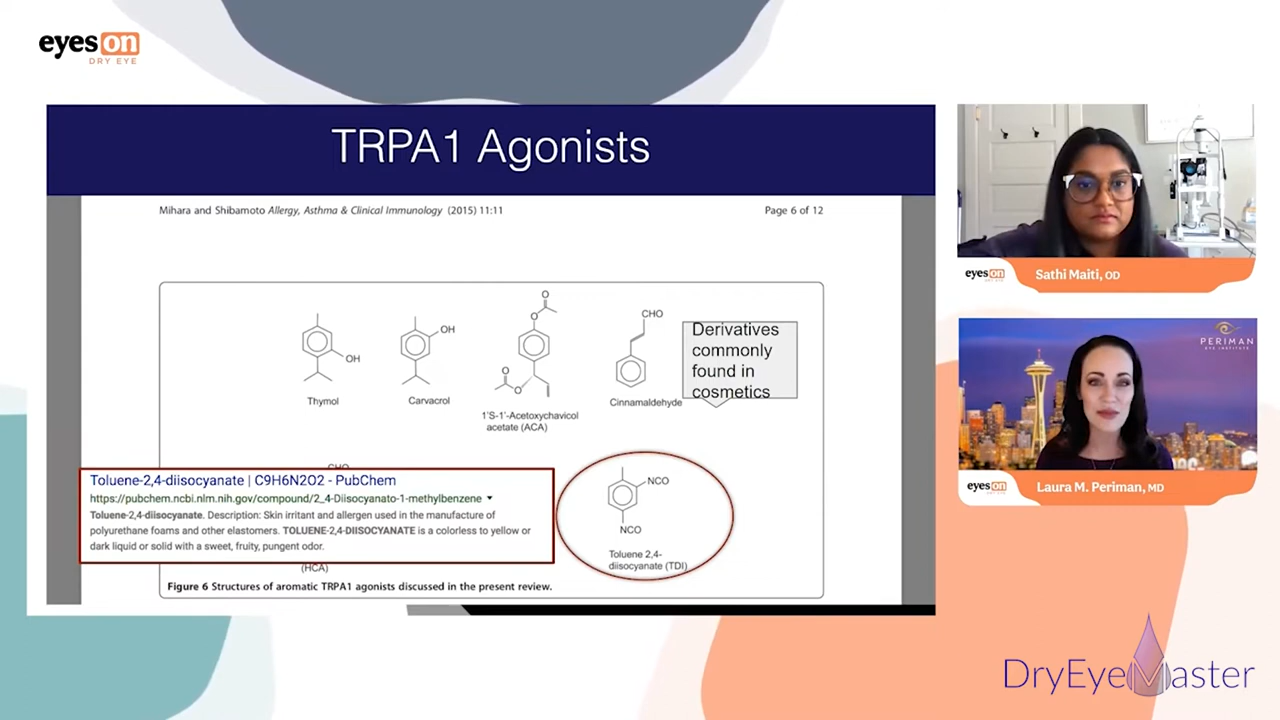 eyes on
DRY EYE
TRPA1 Agonists
Mihara and Shibamoto Allergy, Asthma & Clinical Immunology (2015) 11:11
Page 6 of 12
OH
Thymol
OH
Carvacrol
O
O
O
O
1'S-1'-Acetoxychavicol
acetate (ACA)
CHO
Cinnamaldehyde
Derivatives
commonly
found in
cosmetics
CHO
Toluene-2,4-diisocyanate | C9H6N2O2 - PubChem
https://pubchem.ncbi.nlm.nih.gov/compound/2_4-Diisocyanato-1-methylbenzene
Toluene-2,4-diisocyanate. Description: Skin irritant and allergen used in the manufacture of
polyurethane foams and other elastomers. TOLUENE-2,4-DIISOCYANATE is a colorless to yellow or
dark liquid or solid with a sweet, fruity, pungent odor.
(HCA)
NCO
NCO
Toluene 2,4-
diisocyanate (TDI)
Figure 6 Structures of aromatic TRPA1 agonists discussed in the present review.
eyes on
DRY EYE
Sathi Maiti, OD
PERIMAN
EYE INSTITUTE
eyes on
DRY EYE
Laura M. Periman, MD
DryEyeMaster